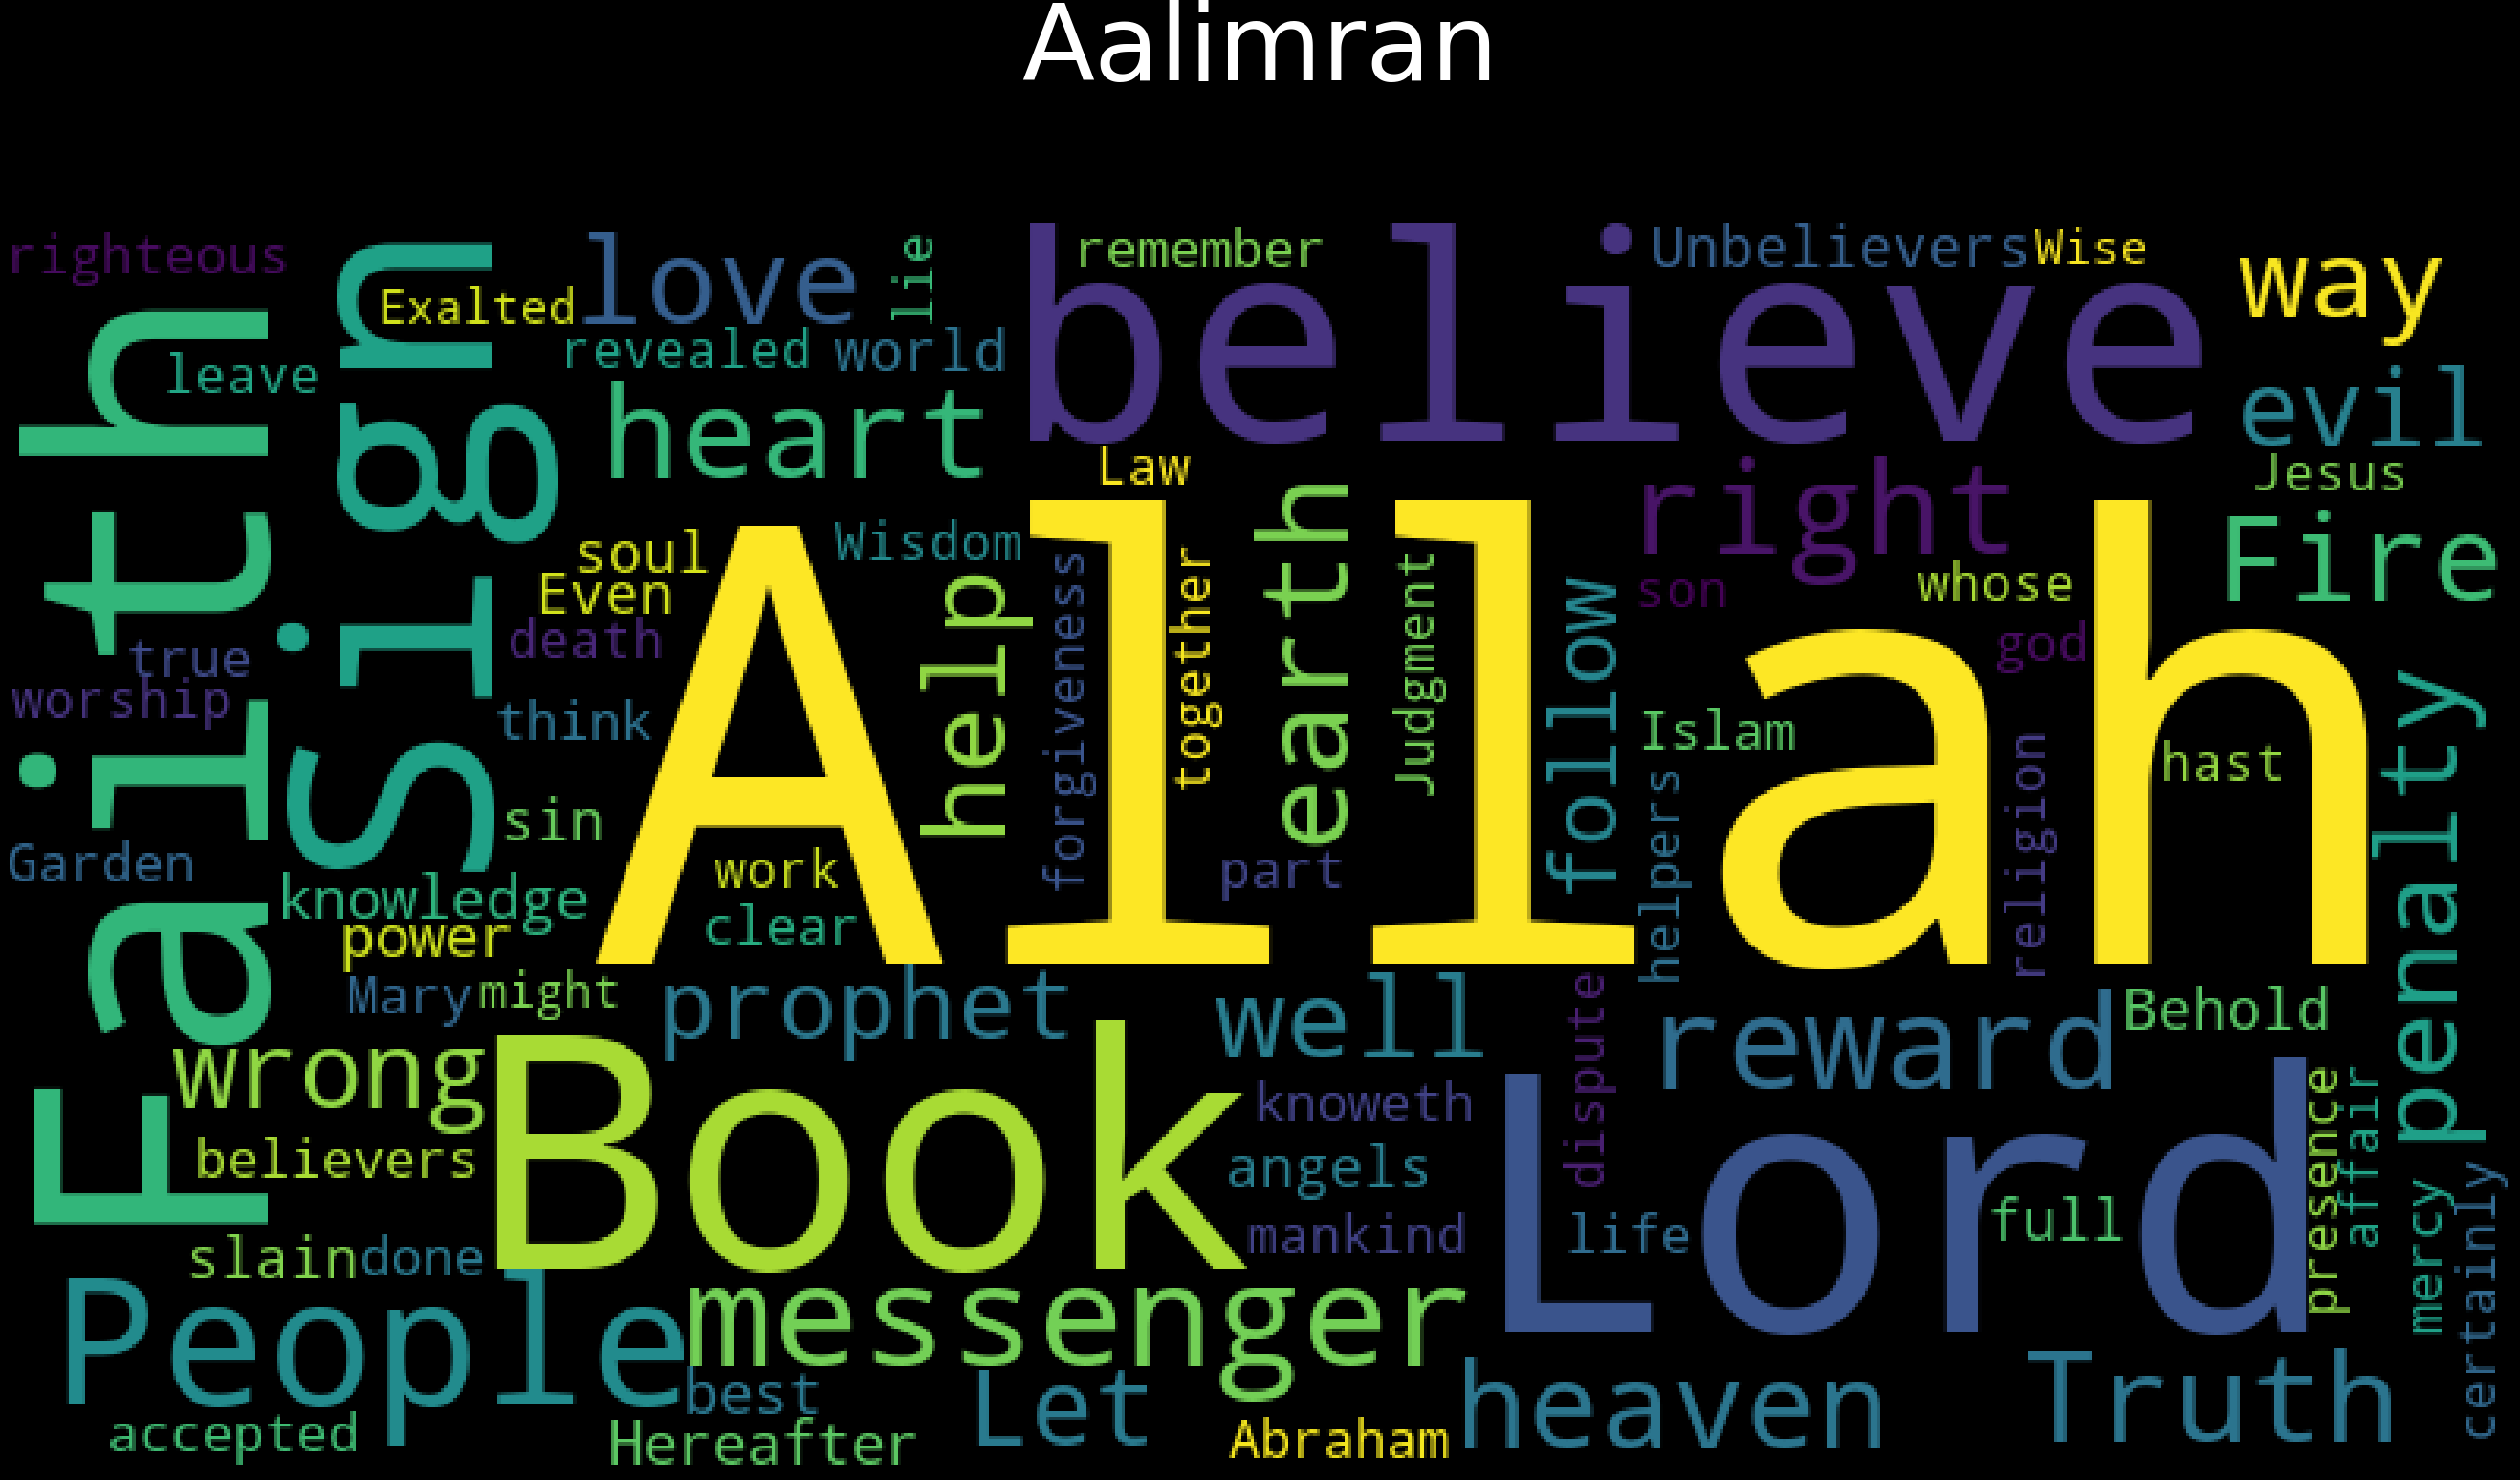 Aalimran
righteous
Faith
leave
Sign
Exalted
love
lie
revealed
world
heart
believe
remember
Unbelievers
Wise
way
evil
Jesus
Law
right
Fire
soul
Even
death
Wisdom
help
forgiveness
together
earth
Judgment
follow
son
whose
god
Allah
true
worship
think
sin
Islam
hast
helpers
religion
penalty
Garden
knowledge
power
work
clear
part
Mary
might
prophet
well
dispute
reward
Behold
wrong
Book
knoweth
Lord
believers
angels
mankind
life
full
presence
affair
mercy
certainly
slain
done
People
messenger
best
Let
heaven
Truth
accepted
Hereafter
Abraham